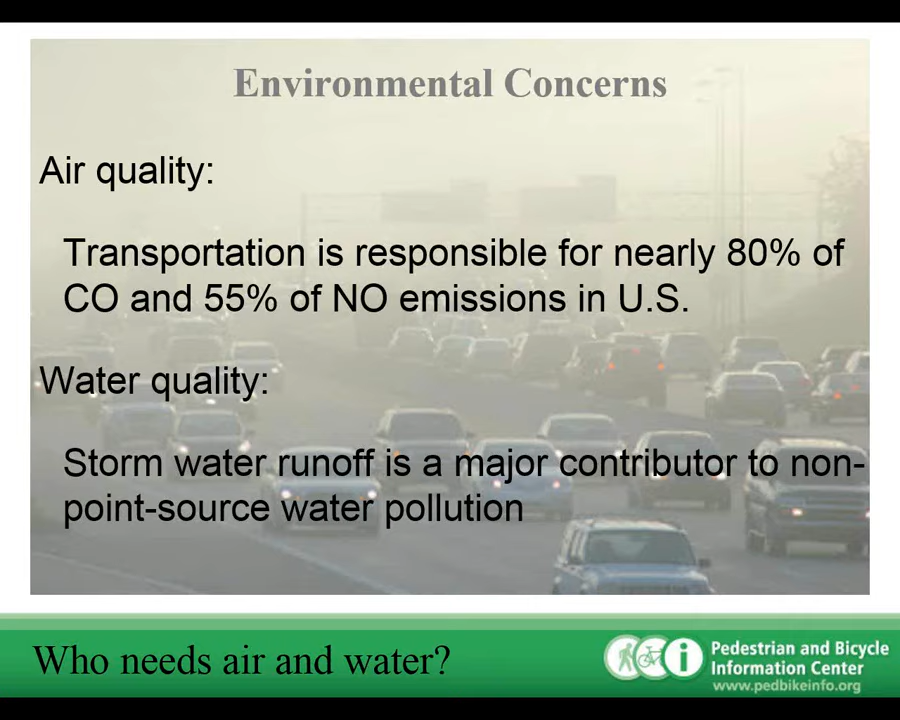 Environmental Concerns
Air quality:
Transportation is responsible for nearly 80% of
CO and 55% of NO emissions in U.S.
Water quality:
Storm water runoff is a major contributor to non-
point-source water pollution
Who needs air and water?
Pedestrian and Bicycle
Information Center
www.pedbikeinfo.org